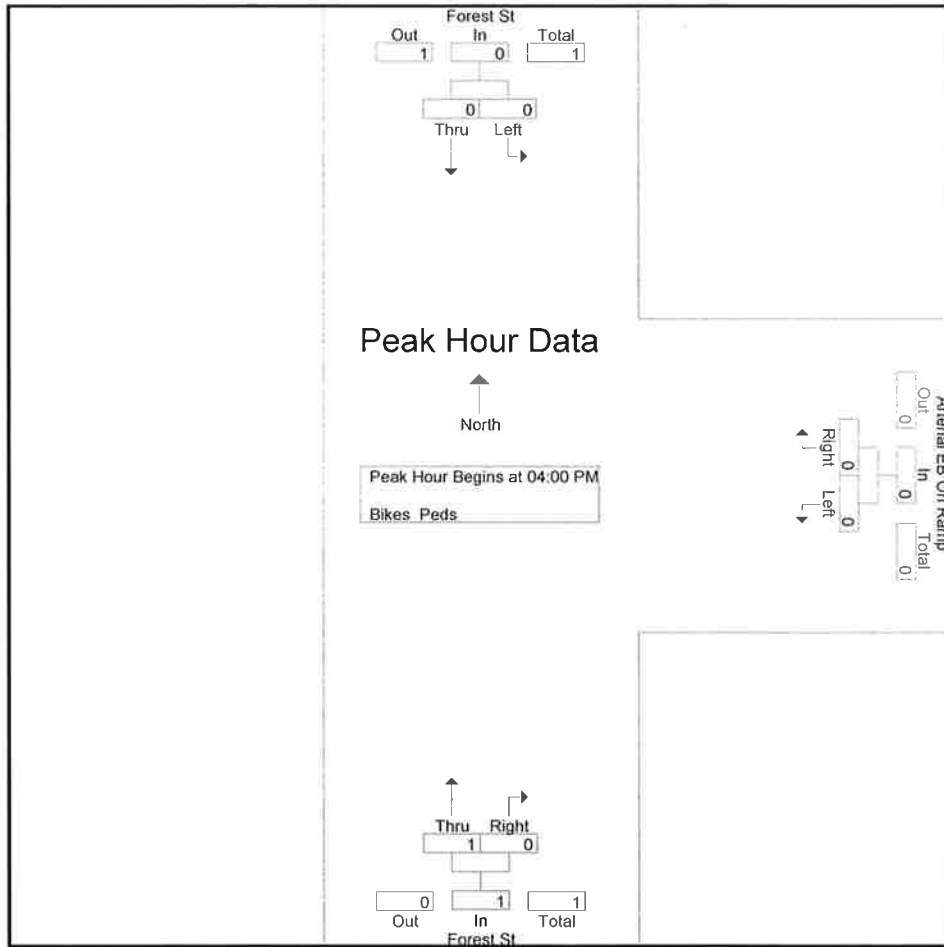 Forest St
Out In Total
1 0 1
0 0
Thru Left
Peak Hour Data
North
Peak Hour Begins at 04:00 PM
Bikes Peds
Out In Total
0 0 0
Right Left
0 0
Thru Right
1 0
0 1 1
Out In Total
Forest St